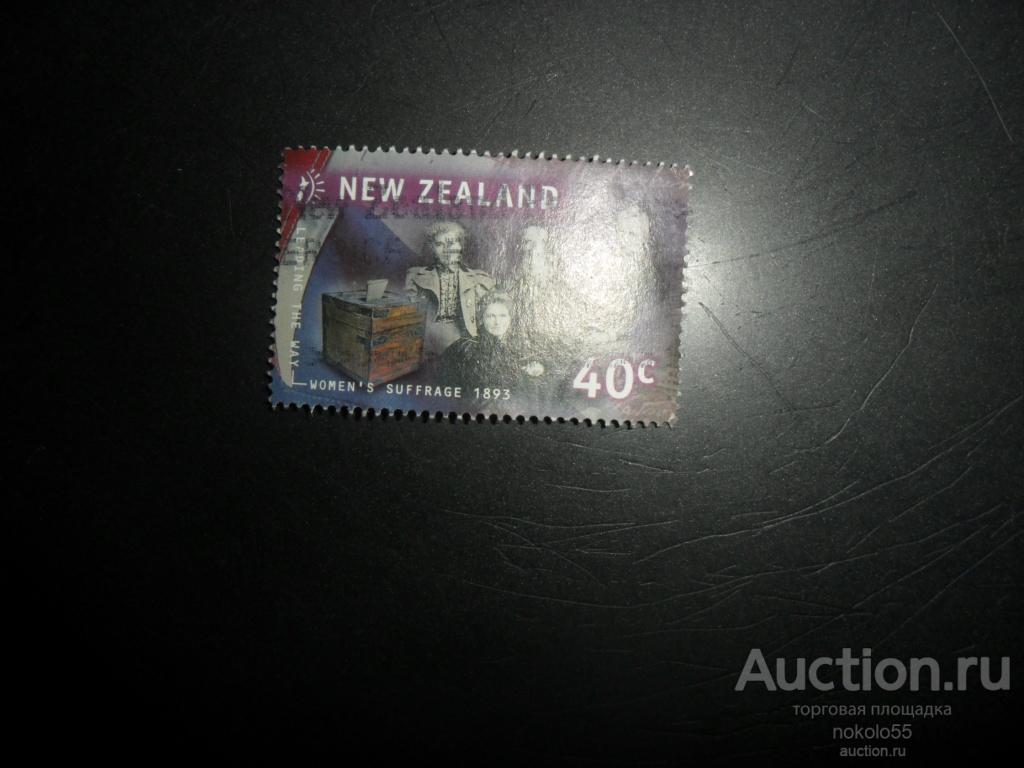 NEW ZEALAND
LEADING THE WAY
WOMEN'S SUFFRAGE 1893
40c
Auction.ru
торговая площадка
nokolo55
auction.ru